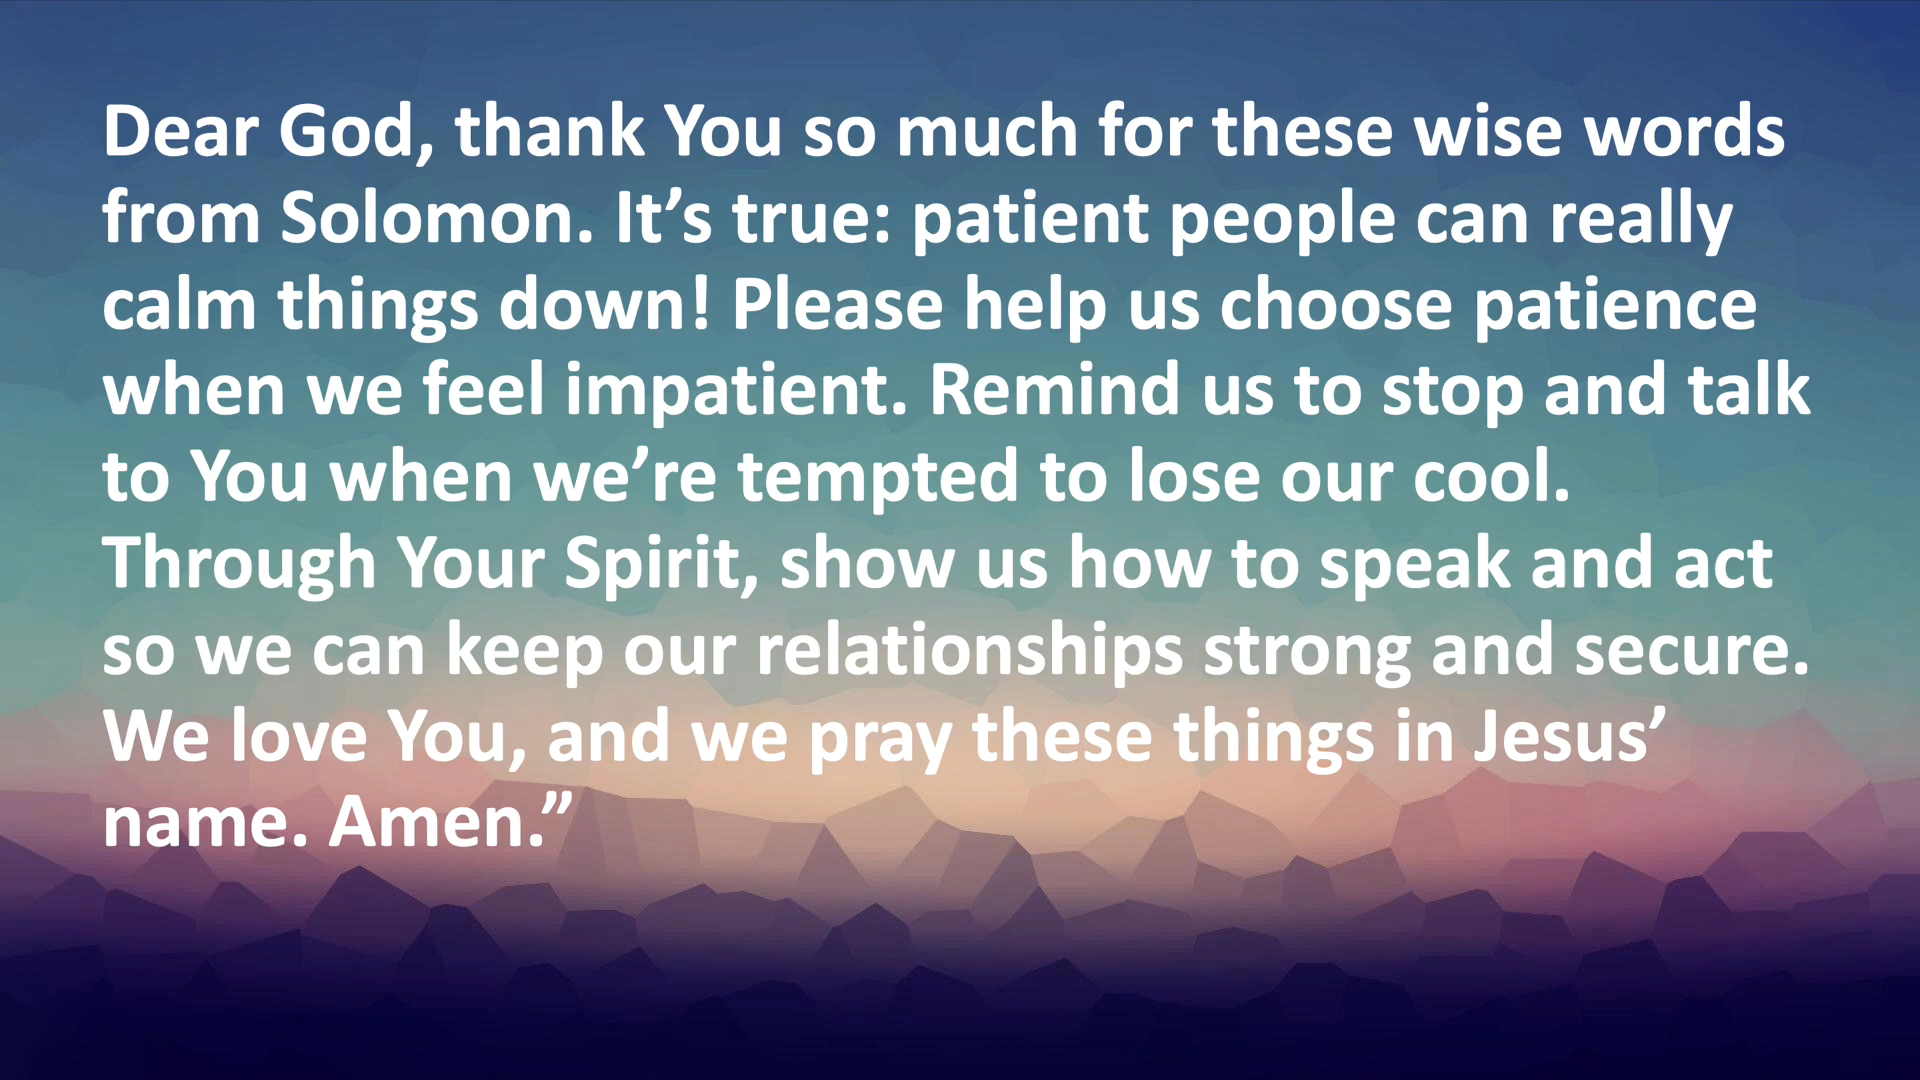 Dear God, thank You so much for these wise words
from Solomon. It’s true: patient people can really
calm things down! Please help us choose patience
when we feel impatient. Remind us to stop and talk
to You when we’re tempted to lose our cool.
Through Your Spirit, show us how to speak and act
so we can keep our relationships strong and secure.
We love You, and we pray these things in Jesus’
name. Amen.”